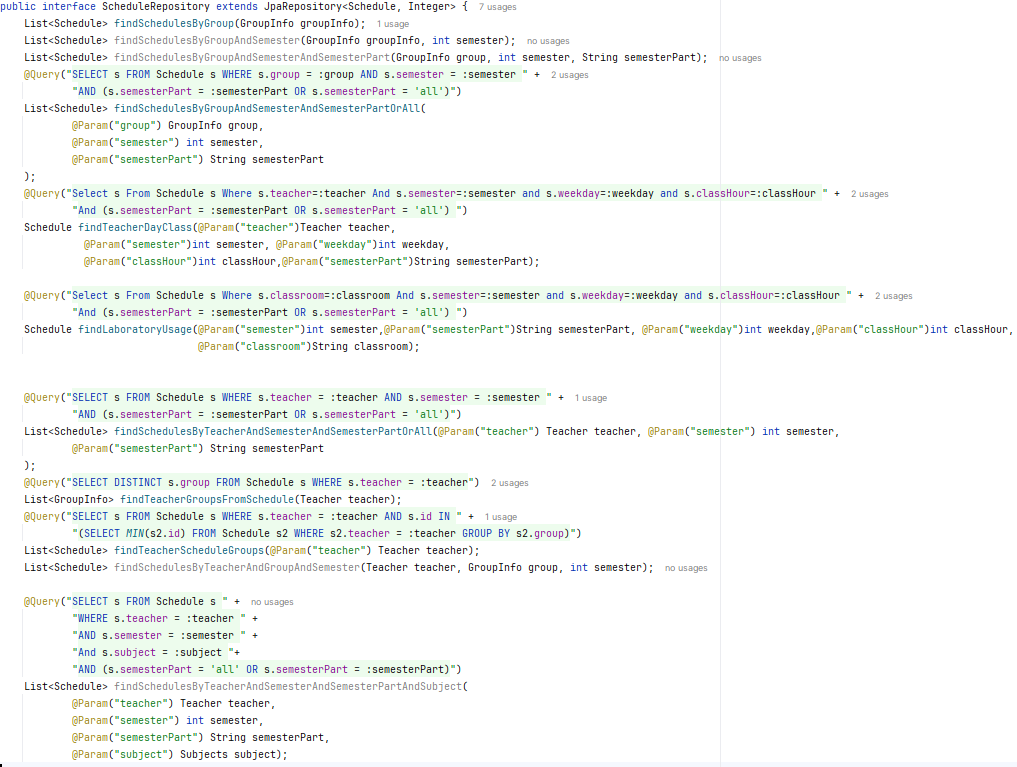 public interface ScheduleRepository extends JpaRepository<Schedule, Integer> {  7 usages
    List<Schedule> findSchedulesByGroup(GroupInfo groupInfo);  1 usage
    List<Schedule> findSchedulesByGroupAndSemester(GroupInfo groupInfo, int semester);  no usages
    List<Schedule> findSchedulesByGroupAndSemesterAndSemesterPart(GroupInfo group, int semester, String semesterPart);  no usages
    @Query("SELECT s FROM Schedule s WHERE s.group = :group AND s.semester = :semester " +  2 usages
            "AND (s.semesterPart = :semesterPart OR s.semesterPart = 'all')")
    List<Schedule> findSchedulesByGroupAndSemesterAndSemesterPartOrAll(
            @Param("group") GroupInfo group,
            @Param("semester") int semester,
            @Param("semesterPart") String semesterPart
    );
    @Query("Select s From Schedule s Where s.teacher=:teacher And s.semester=:semester and s.weekday=:weekday and s.classHour=:classHour " +  2 usages
            "And (s.semesterPart = :semesterPart OR s.semesterPart = 'all') ")
    Schedule findTeacherDayClass(@Param("teacher")Teacher teacher,
              @Param("semester")int semester, @Param("weekday")int weekday,
              @Param("classHour")int classHour,@Param("semesterPart")String semesterPart);
    @Query("Select s From Schedule s Where s.classroom=:classroom And s.semester=:semester and s.weekday=:weekday and s.classHour=:classHour " +  2 usages
            "And (s.semesterPart = :semesterPart OR s.semesterPart = 'all') ")
    Schedule findLaboratoryUsage(@Param("semester")int semester,@Param("semesterPart")String semesterPart, @Param("weekday")int weekday,@Param("classHour")int classHour,
                                 @Param("classroom")String classroom);
    @Query("SELECT s FROM Schedule s WHERE s.teacher = :teacher AND s.semester = :semester " +  1 usage
            "AND (s.semesterPart = :semesterPart OR s.semesterPart = 'all')")
    List<Schedule> findSchedulesByTeacherAndSemesterAndSemesterPartOrAll(@Param("teacher") Teacher teacher, @Param("semester") int semester,
            @Param("semesterPart") String semesterPart
    );
    @Query("SELECT DISTINCT s.group FROM Schedule s WHERE s.teacher = :teacher")  2 usages
    List<GroupInfo> findTeacherGroupsFromSchedule(Teacher teacher);
    @Query("SELECT s FROM Schedule s WHERE s.teacher = :teacher AND s.id IN " +  1 usage
            "(SELECT MIN(s2.id) FROM Schedule s2 WHERE s2.teacher = :teacher GROUP BY s2.group)")
    List<Schedule> findTeacherScheduleGroups(@Param("teacher") Teacher teacher);
    List<Schedule> findSchedulesByTeacherAndGroupAndSemester(Teacher teacher, GroupInfo group, int semester);  no usages
    @Query("SELECT s FROM Schedule s " +  no usages
            "WHERE s.teacher = :teacher " +
            "AND s.semester = :semester " +
            "And s.subject = :subject "+
            "AND (s.semesterPart = 'all' OR s.semesterPart = :semesterPart)")
    List<Schedule> findSchedulesByTeacherAndSemesterAndSemesterPartAndSubject(
            @Param("teacher") Teacher teacher,
            @Param("semester") int semester,
            @Param("semesterPart") String semesterPart,
            @Param("subject") Subjects subject);